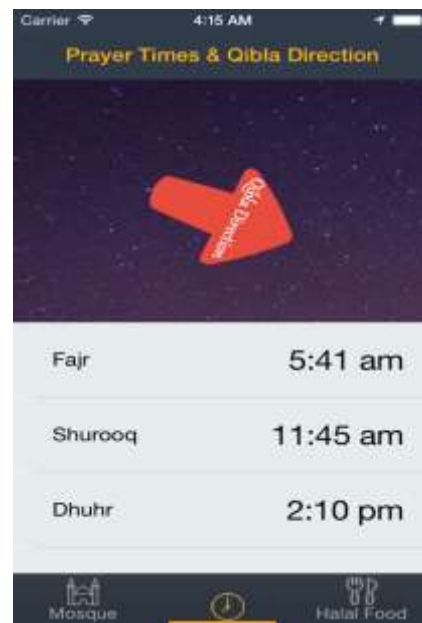 Carrier 4:15 AM
Prayer Times & Qibla Direction
Qibla Direction
Fajr 5:41 am
Shurooq 11:45 am
Dhuhr 2:10 pm
Mosque Halal Food